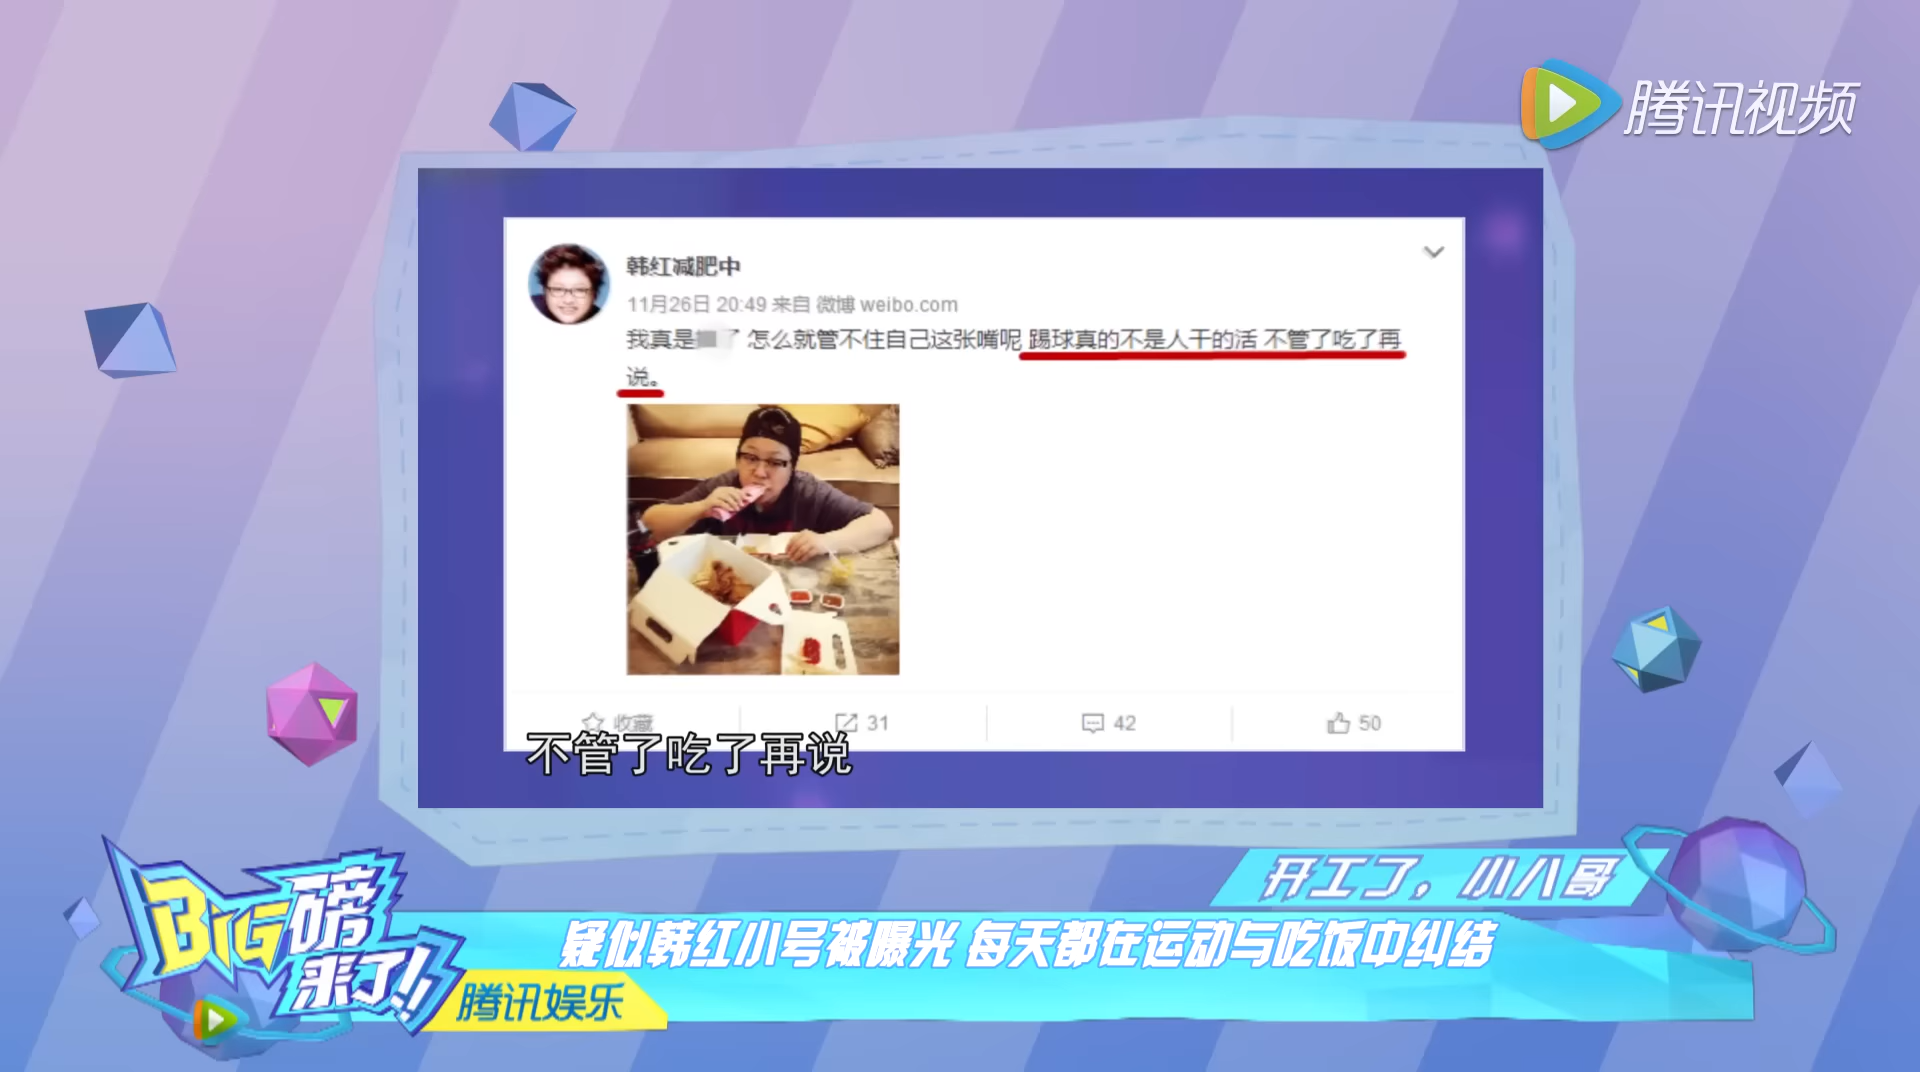 腾讯视频
韩红减肥中
11月26日 20:49 来自 微博 weibo.com
我真是 了 怎么就管不住自己这张嘴呢 踢球真的不是人干的活 不管了吃了再
说。
收藏
31
42
50
不管了吃了再说
开工了，小八哥
疑似韩红小号被曝光 每天都在运动与吃饭中纠结
BIG磅
来了!!
腾讯娱乐